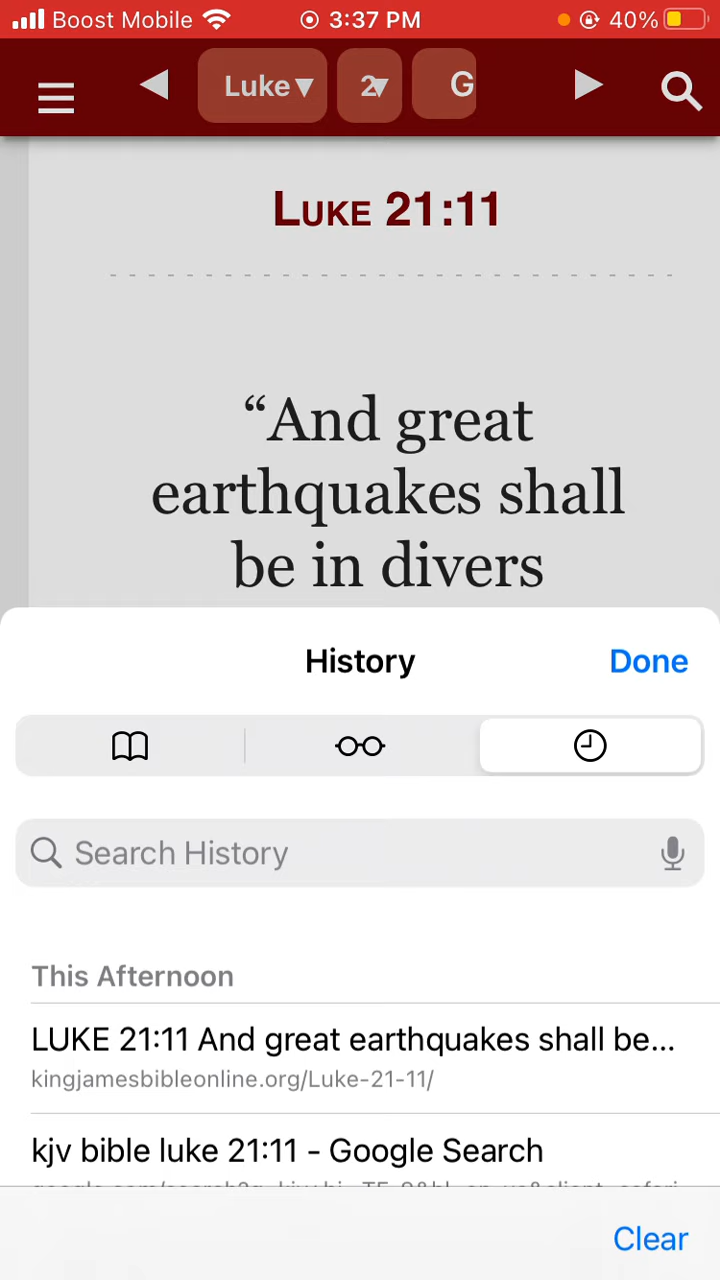 Boost Mobile 3:37 PM 40%
Luke ▼ 2▼ G
LUKE 21:11
“And great
earthquakes shall
be in divers
History Done
Search History
This Afternoon
LUKE 21:11 And great earthquakes shall be...
kingjamesbibleonline.org/Luke-21-11/
kjv bible luke 21:11 - Google Search
Clear